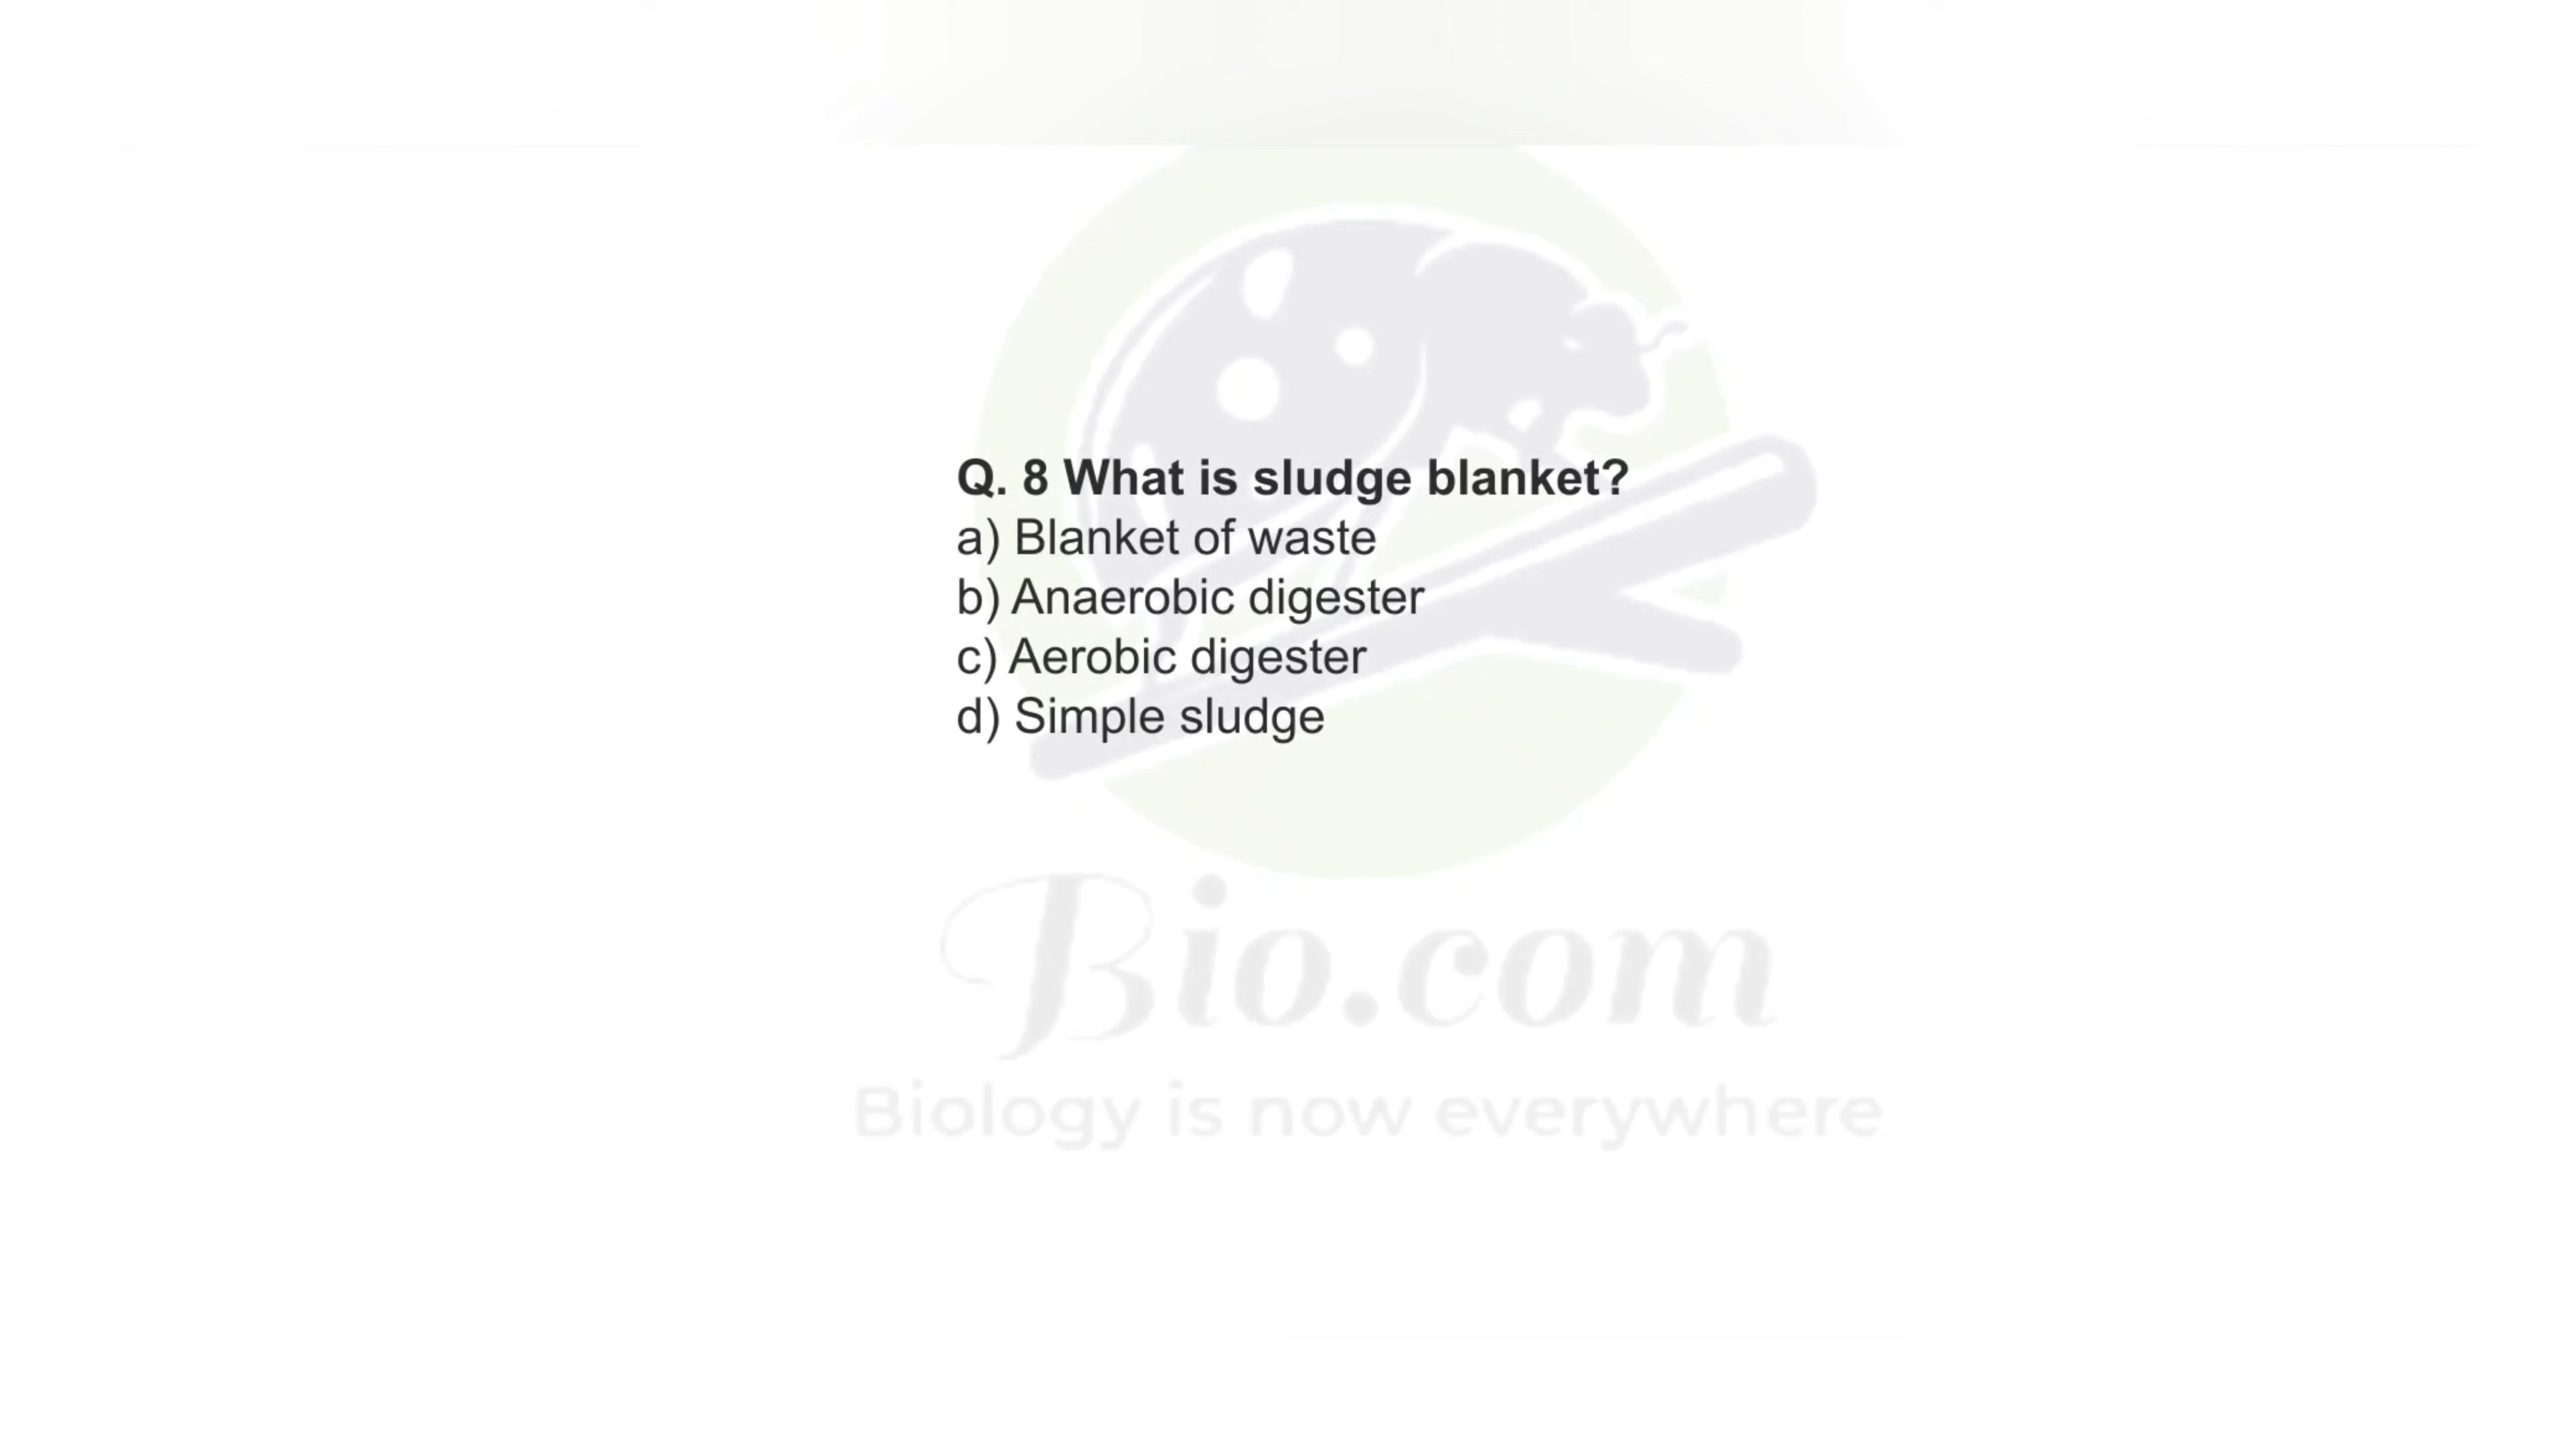 Q. 8 What is sludge blanket?
a) Blanket of waste
b) Anaerobic digester
c) Aerobic digester
d) Simple sludge
Bio.com
Biology is now everywhere